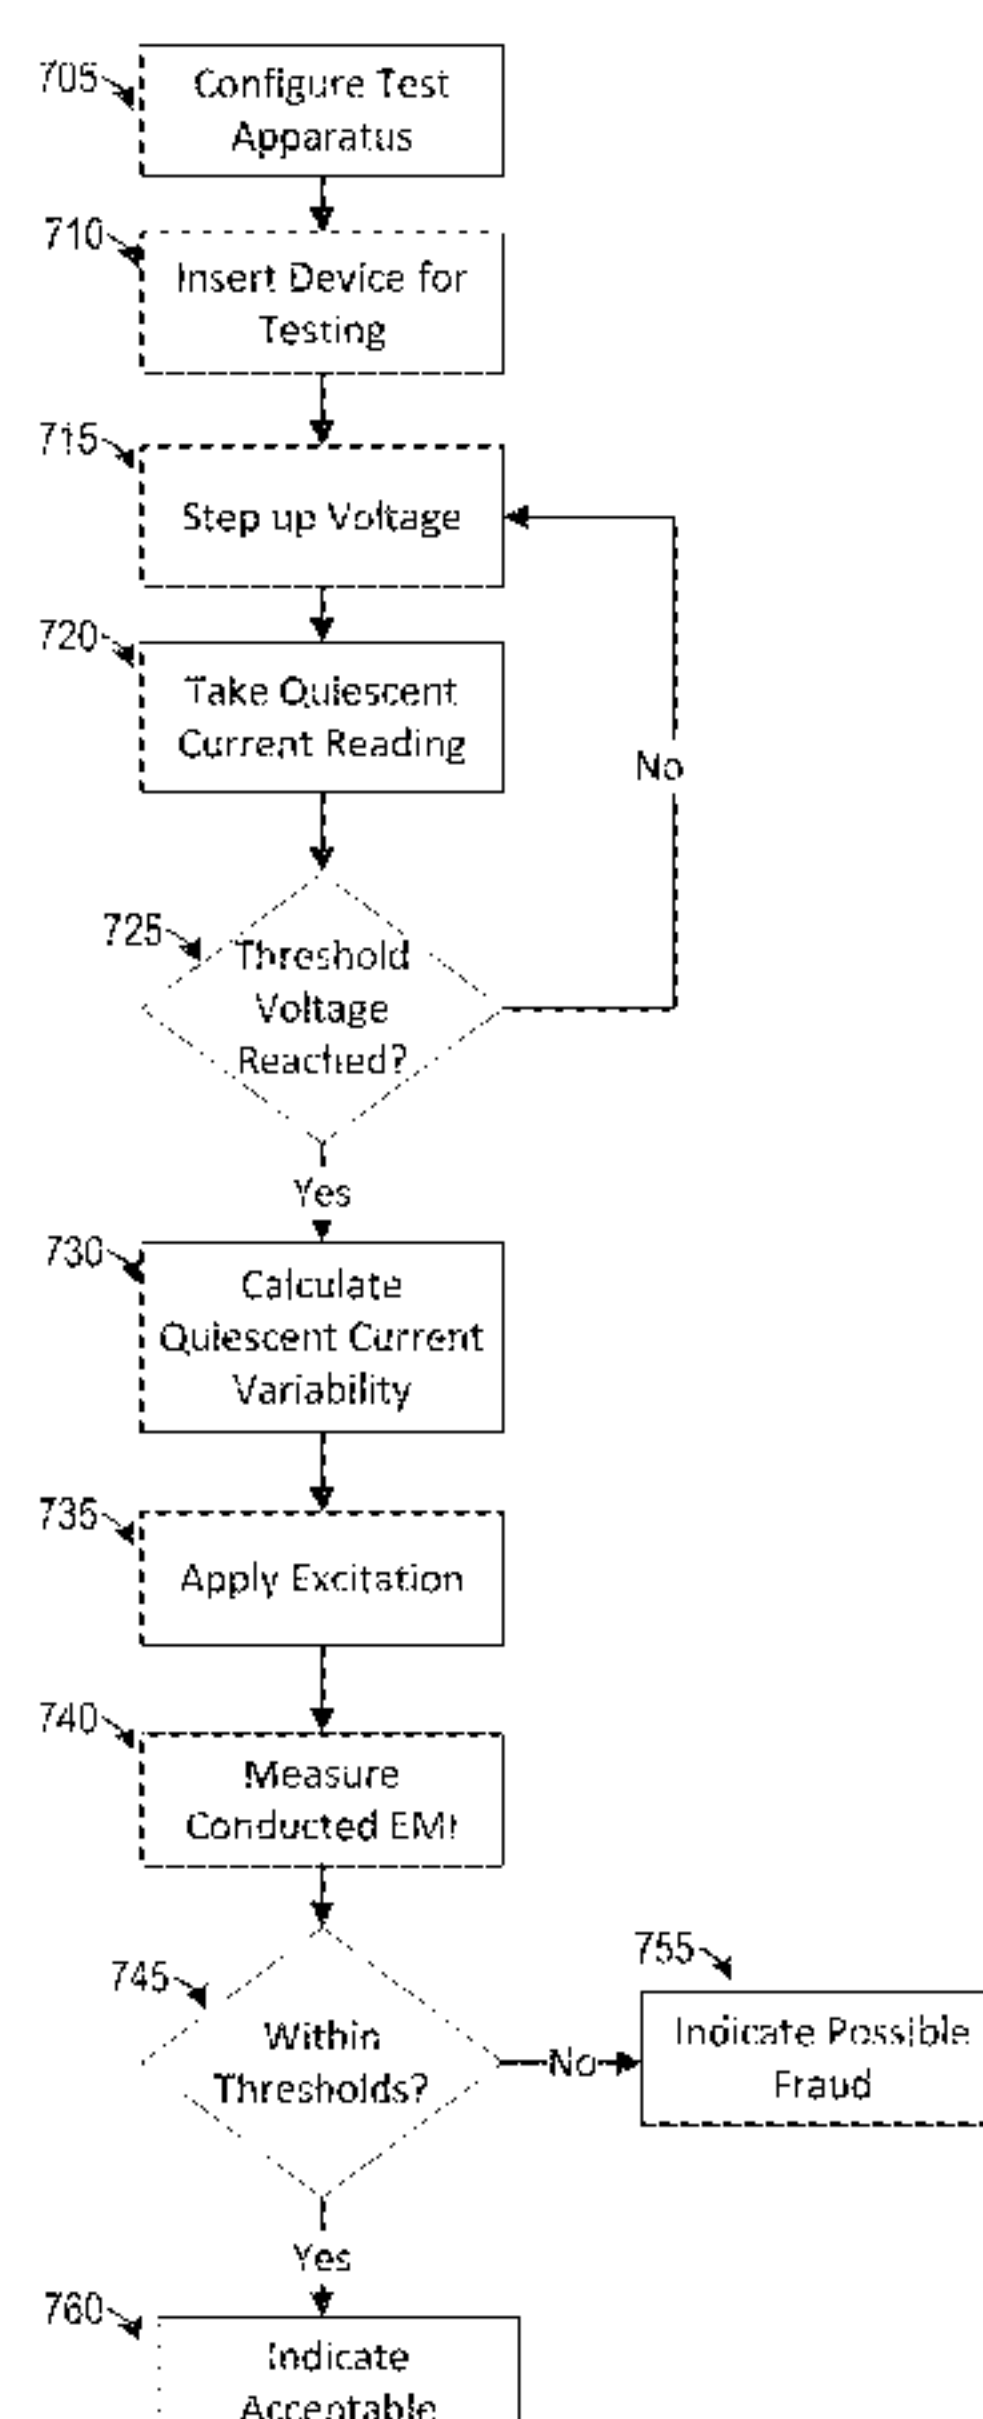 705
Configure Test
Apparatus
710
Insert Device for
Testing
715
Step up Voltage
720
Take Quiescent
Current Reading
No
725
Threshold
Voltage
Reached?
Yes
730
Calculate
Quiescent Current
Variability
735
Apply Excitation
740
Measure
Conducted EMI
745
Within
Thresholds?
No
755
Indicate Possible
Fraud
Yes
760
Indicate
Acceptable